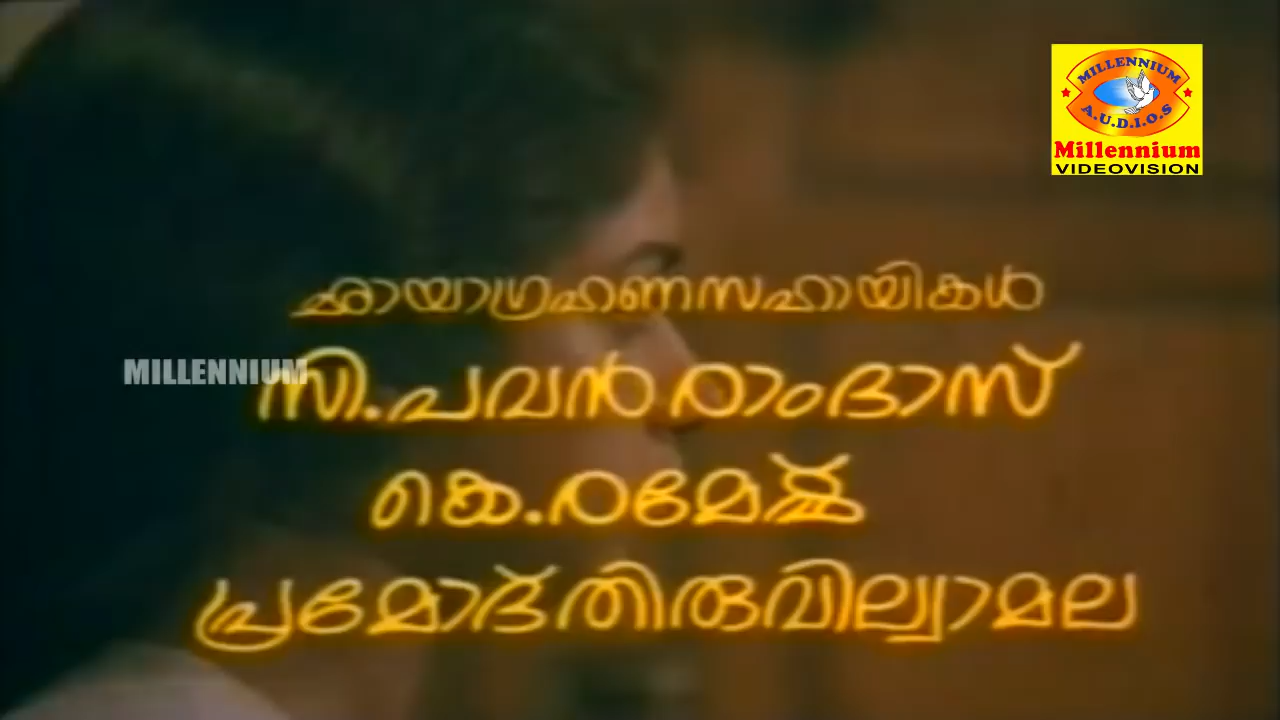 MILLENNIUM
A.U.D.I.O.S
Millennium
VIDEOVISION
ഛായാഗ്രഹണസഹായികൾ
MILLENNIUM
സി.പവൻ രാംദാസ്
കെ.രമേഷ്
പ്രമോദ് തിരുവില്വാമല